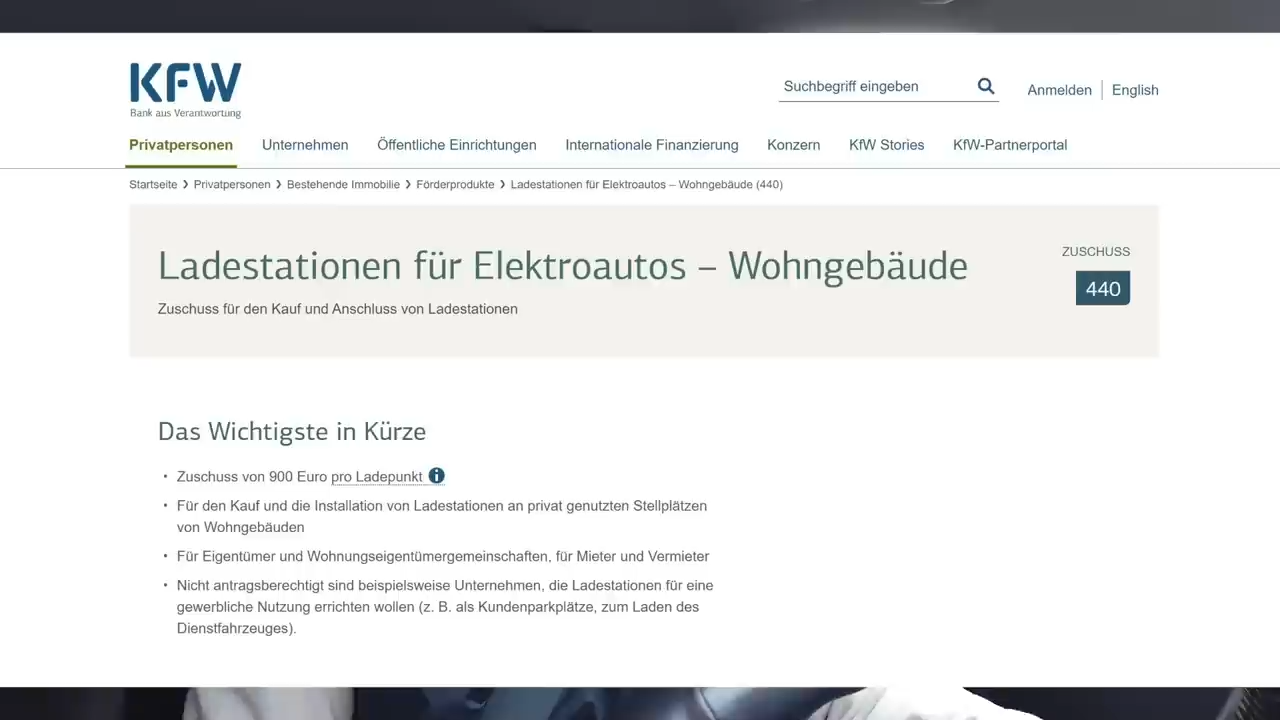 KFW
Bank aus Verantwortung
Suchbegriff eingeben
Anmelden
English
Privatpersonen
Unternehmen
Öffentliche Einrichtungen
Internationale Finanzierung
Konzern
KfW Stories
KfW-Partnerportal
Startseite ❯ Privatpersonen ❯ Bestehende Immobilie ❯ Förderprodukte ❯ Ladestationen für Elektroautos – Wohngebäude (440)
Ladestationen für Elektroautos – Wohngebäude
Zuschuss für den Kauf und Anschluss von Ladestationen
ZUSCHUSS
440
Das Wichtigste in Kürze
• Zuschuss von 900 Euro pro Ladepunkt
• Für den Kauf und die Installation von Ladestationen an privat genutzten Stellplätzen
von Wohngebäuden
• Für Eigentümer und Wohnungseigentümergemeinschaften, für Mieter und Vermieter
• Nicht antragsberechtigt sind beispielsweise Unternehmen, die Ladestationen für eine
gewerbliche Nutzung errichten wollen (z. B. als Kundenparkplätze, zum Laden des
Dienstfahrzeuges).